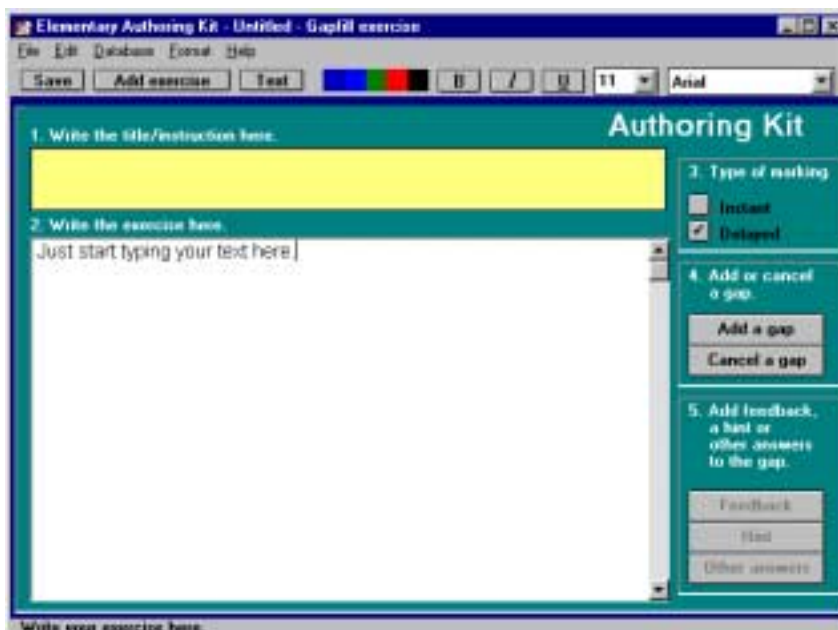 Elementary Authoring Kit - Untitled - Gapfill exercise
File Edit Database Format Help
Save Add exercise Text B I U 11 Arial
Authoring Kit
1. Write the title/instruction here.
2. Write the exercise here.
Just start typing your text here.
3. Type of marking
Instant
Delayed
4. Add or cancel
a gap.
Add a gap
Cancel a gap
5. Add feedback,
a hint or
other answers
to the gap.
Feedback
Hint
Other answers
Write your exercise here.